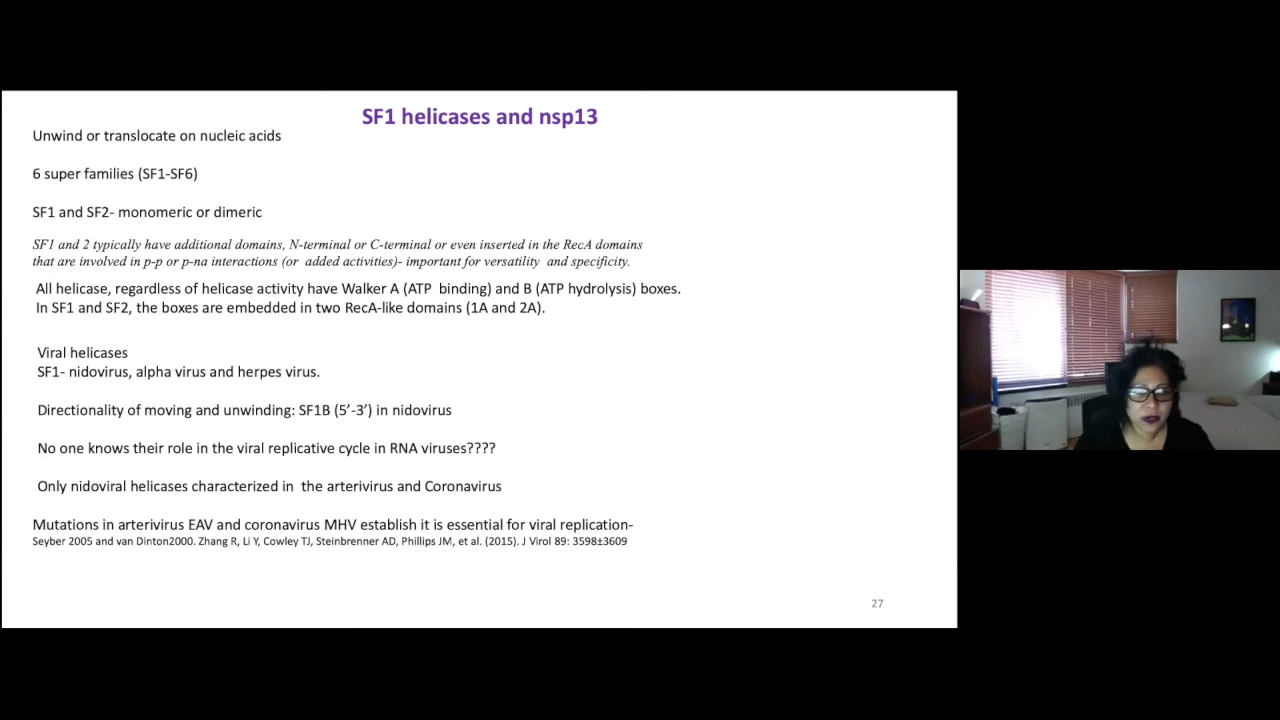 SF1 helicases and nsp13
Unwind or translocate on nucleic acids
6 super families (SF1-SF6)
SF1 and SF2- monomeric or dimeric
SF1 and 2 typically have additional domains, N-terminal or C-terminal or even inserted in the RecA domains
that are involved in p-p or p-na interactions (or  added activities)- important for versatility  and specificity.
All helicase, regardless of helicase activity have Walker A (ATP  binding) and B (ATP hydrolysis) boxes.
In SF1 and SF2, the boxes are embedded in two RecA-like domains (1A and 2A).
Viral helicases
SF1- nidovirus, alpha virus and herpes virus.
Directionality of moving and unwinding: SF1B (5’-3’) in nidovirus
No one knows their role in the viral replicative cycle in RNA viruses????
Only nidoviral helicases characterized in  the arterivirus and Coronavirus
Mutations in arterivirus EAV and coronavirus MHV establish it is essential for viral replication-
Seyber 2005 and van Dinton2000. Zhang R, Li Y, Cowley TJ, Steinbrenner AD, Phillips JM, et al. (2015). J Virol 89: 3598±3609
27